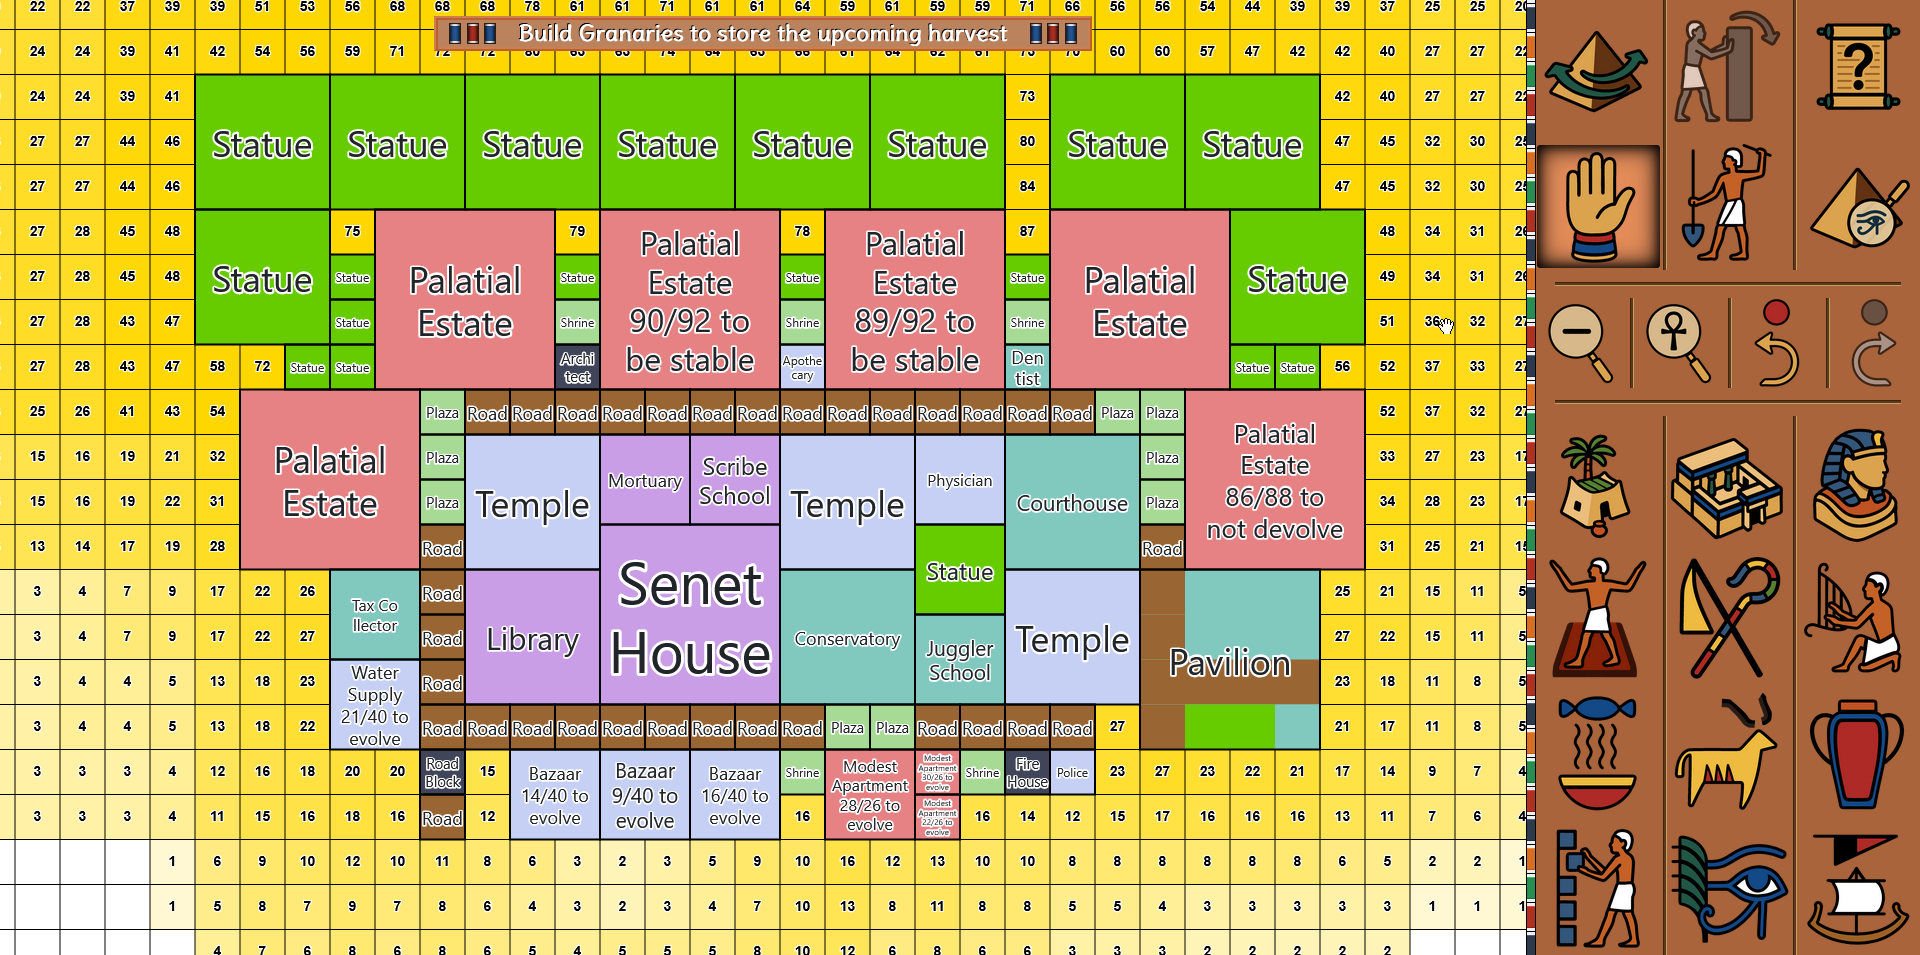 22 22 37 39 39 51 53 56 68 68 68 61 61 71 61 64 59 59 59 71 66 56 56 54 44 39 39 37 25 25
Build Granaries to store the upcoming harvest
24 24 39 41 42 54 56 59 71 72 72 80 63 63 74 63 66 61 64 61 73 70 60 60 57 47 42 42 40 27 27
24 24 39 41 73 42 40 27 27
Statue Statue Statue Statue Statue Statue Statue Statue
27 27 44 46 80 47 45 32 30
27 27 44 46 84 47 45 32 30
27 28 45 48 75 79 78 87 48 34 31
Statue Palatial Estate
Palatial Estate 90/92 to be stable
Palatial Estate 89/92 to be stable
Palatial Estate Statue
27 28 45 48 Statue Statue Statue Statue 49 34 31
27 28 43 47 Statue Shrine Shrine Shrine 51 36 32
27 28 43 47 58 72 Statue Statue Archi tect Apothe cary Den tist Statue Statue 56 52 37 33
25 26 41 43 54 Plaza Road Road Road Road Road Road Road Road Road Road Road Road Road Road Plaza Plaza 52 37 32
Palatial Estate
Palatial Estate 86/88 to not devolve
15 16 19 21 32 Plaza Mortuary Scribe School Physician Plaza 33 27 23
15 16 19 22 31 Plaza Temple Temple Courthouse Plaza 34 28 23
13 14 17 19 28 Road Statue Road 31 25 21
Senet House
3 4 7 9 17 22 26 Tax Co llector Road 25 21 15 11
3 4 7 9 17 22 27 Road Library Conservatory Juggler School Temple Pavilion 27 22 15 11
3 4 4 5 13 18 23 Water Supply 21/40 to evolve Road 23 18 11 8
3 4 4 5 13 18 22 Road Road Road Road Road Road Road Road Road Plaza Plaza Road Road Road Road 27 21 17 11 8
3 3 3 4 12 16 18 20 20 Road Block 15 Bazaar 14/40 to evolve Bazaar 9/40 to evolve Bazaar 16/40 to evolve Shrine Modest Apartment 28/26 to evolve Modest Apartment 30/26 to evolve Shrine Fire House Police 23 27 23 22 21 17 14 9 7
3 3 3 4 11 15 16 18 16 Road 12 16 Modest Apartment 22/26 to evolve 16 14 12 15 17 16 16 16 13 11 7 6
1 6 9 10 12 10 11 8 6 3 2 3 5 9 10 16 12 13 10 10 8 8 8 8 8 8 6 5 2 2
1 5 8 7 9 7 8 6 4 3 2 3 4 7 10 13 8 11 8 8 5 5 4 3 3 3 3 3 1 1
4 7 6 8 6 8 6 5 4 5 5 5 8 10 12 6 8 6 6 3 3 3 2 2 2 2 2
?